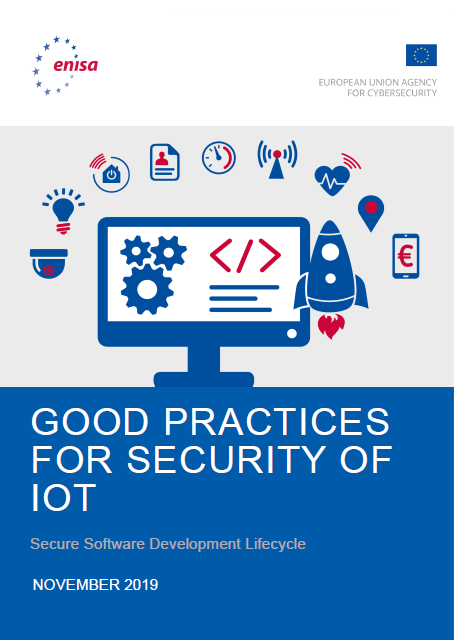 enisa
EUROPEAN UNION AGENCY
FOR CYBERSECURITY
</>
€
GOOD PRACTICES
FOR SECURITY OF
IOT
Secure Software Development Lifecycle
NOVEMBER 2019